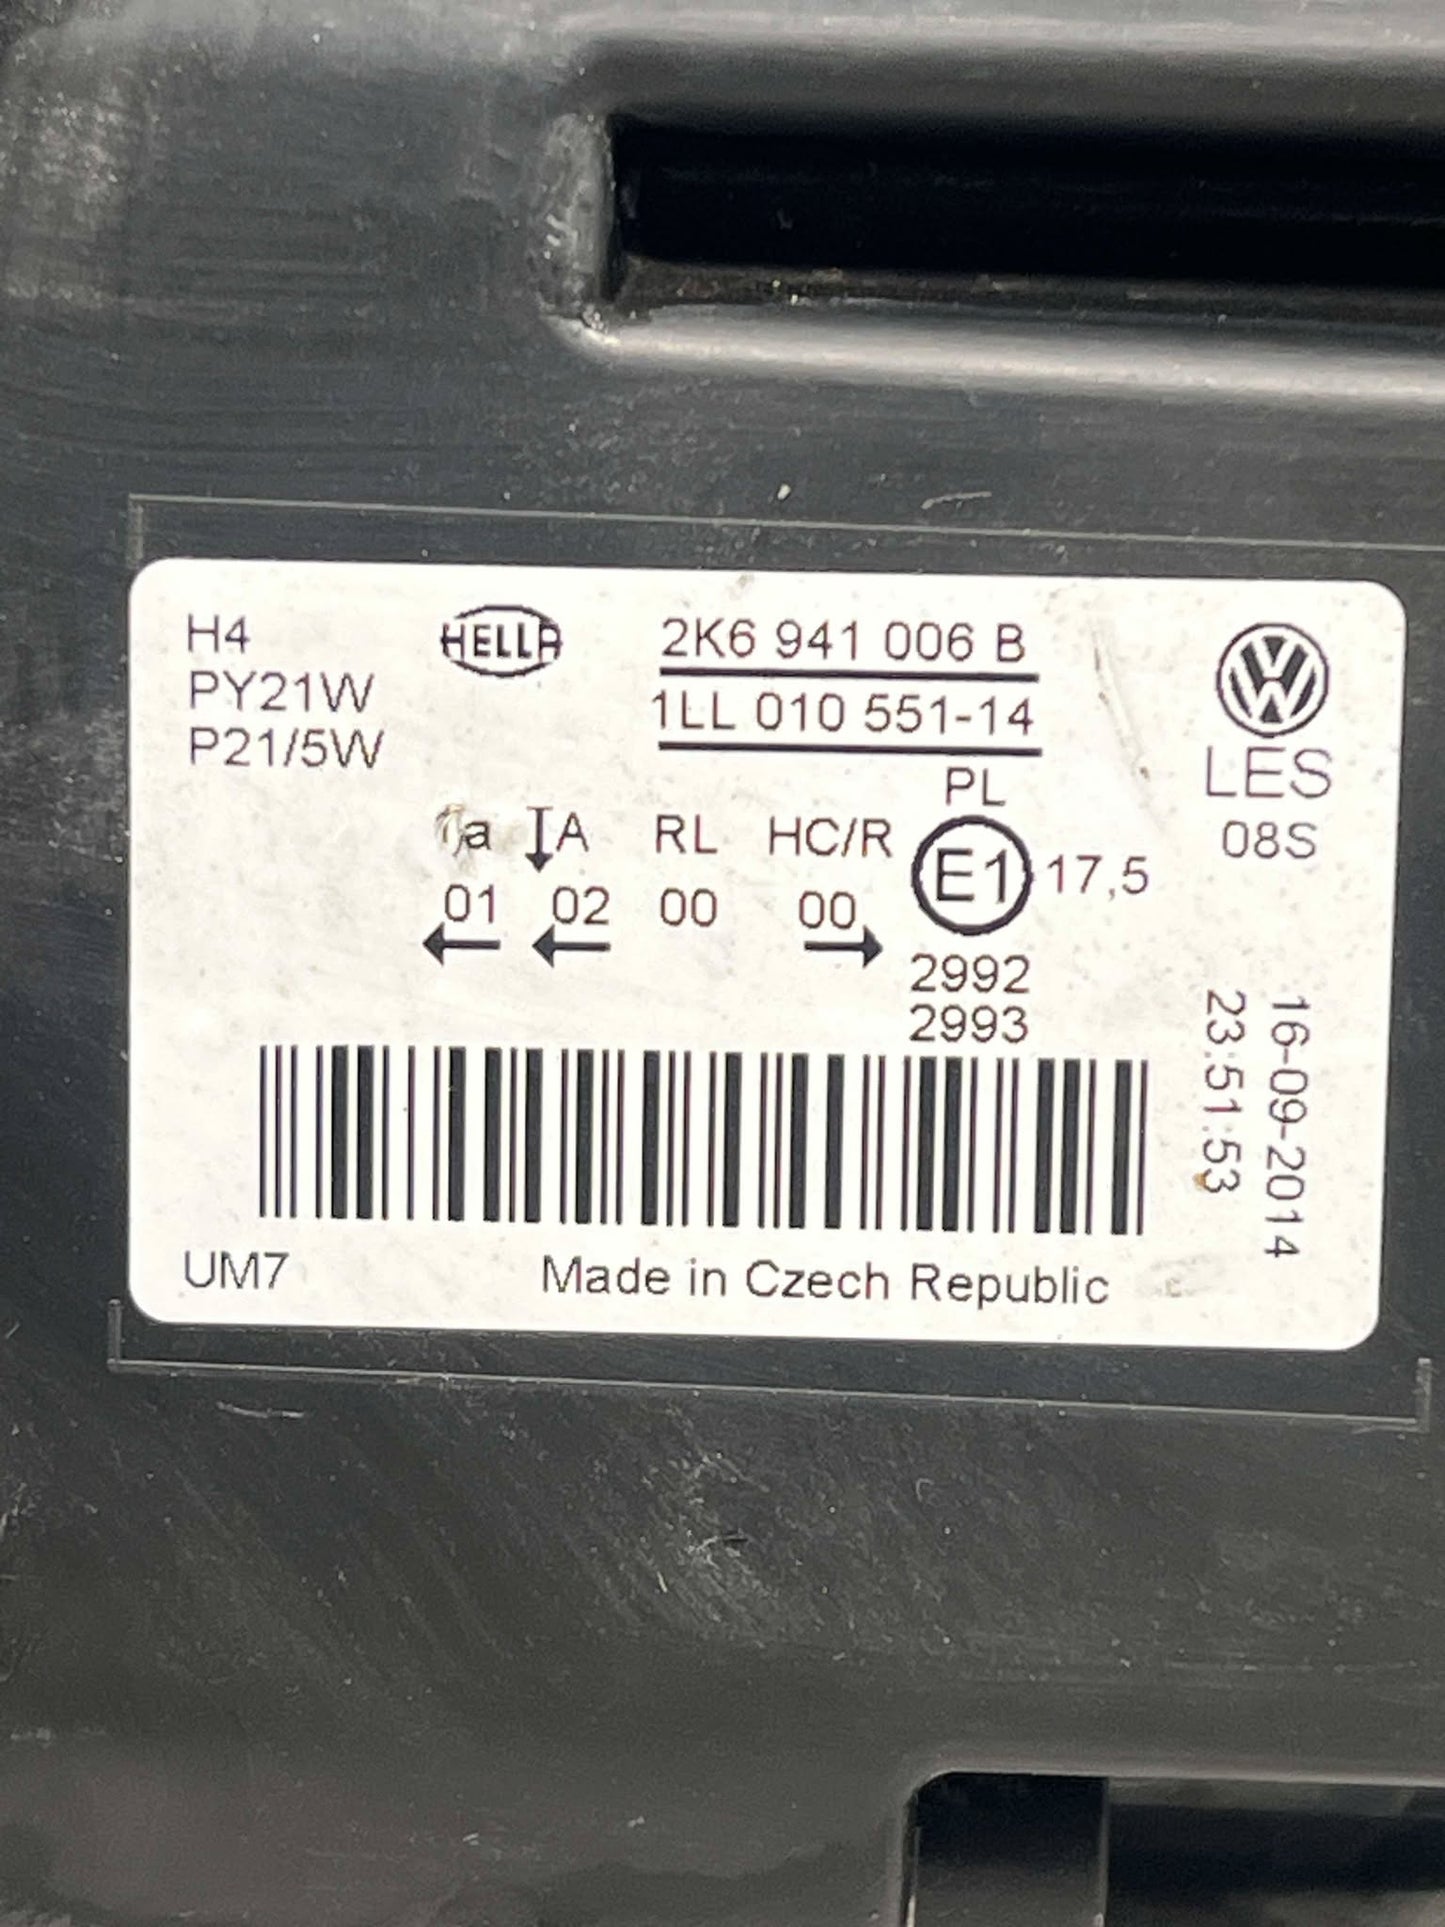 H4
PY21W
P21/5W
HELLA
2K6 941 006 B
1LL 010 551-14
LES
08S
PL
1a A RL HC/R E1 17,5
01 02 00 00
2992
2993
16-09-2014
23:51:53
UM7
Made in Czech Republic